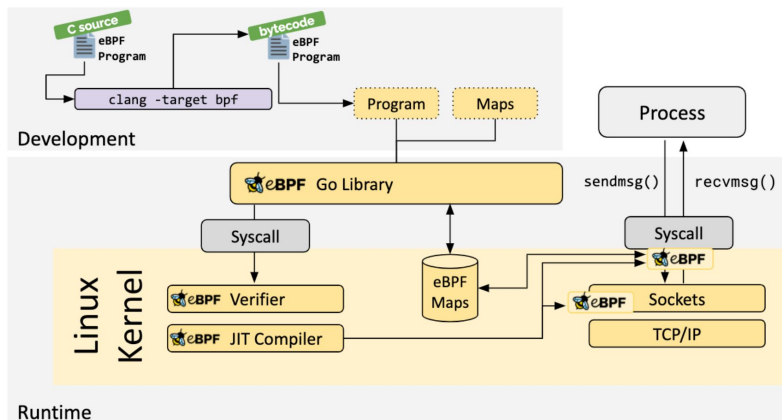 C source
eBPF
Program
bytecode
eBPF
Program
clang -target bpf
Program
Maps
Development
Process
eBPF Go Library
sendmsg()
recvmsg()
Syscall
Syscall
eBPF
Linux
Kernel
eBPF Verifier
eBPF
Maps
eBPF
Sockets
eBPF JIT Compiler
TCP/IP
Runtime